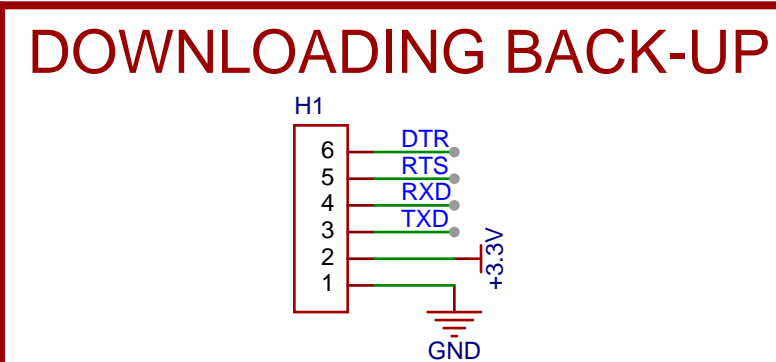 DOWNLOADING BACK-UP
H1
6 DTR
5 RTS
4 RXD
3 TXD
2 +3.3V
1
GND